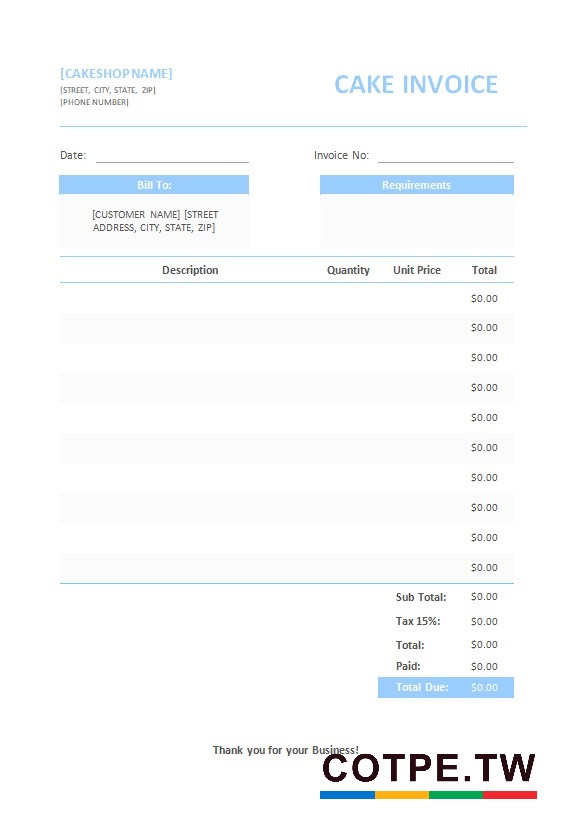 [CAKESHOP NAME]
[STREET, CITY, STATE, ZIP]
[PHONE NUMBER]
CAKE INVOICE
Date:
Invoice No:
Bill To:
Requirements
[CUSTOMER NAME] [STREET
ADDRESS, CITY, STATE, ZIP]
Description Quantity Unit Price Total
$0.00
$0.00
$0.00
$0.00
$0.00
$0.00
$0.00
$0.00
$0.00
$0.00
Sub Total: $0.00
Tax 15%: $0.00
Total: $0.00
Paid: $0.00
Total Due: $0.00
Thank you for your Business!
COTPE.TW